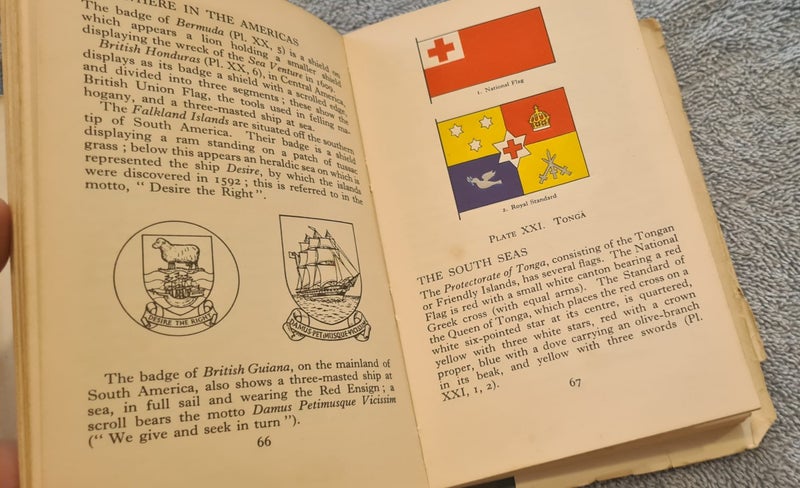 WHERE IN THE AMERICAS
The badge of Bermuda (Pl. XX, 5) is a shield on
which appears a lion holding a smaller shield
displaying the wreck of the Sea Venture in 1609.
British Honduras (Pl. XX, 6), in Central America,
displays as its badge a shield with a scrolled edge
and divided into three segments; these show the
British Union Flag, the tools used in felling ma-
hogany, and a three-masted ship at sea.
The Falkland Islands are situated off the southern
tip of South America. Their badge is a shield
displaying a ram standing on a patch of tussac
grass; below this appears an heraldic sea on which is
represented the ship Desire, by which the islands
were discovered in 1592; this is referred to in the
motto, "Desire the Right".
DESIRE THE RIGHT
DAMUS·PETIMUSQUE·VICISSIM
The badge of British Guiana, on the mainland of
South America, also shows a three-masted ship at
sea, in full sail and wearing the Red Ensign; a
scroll bears the motto Damus Petimusque Vicissim
("We give and seek in turn").
66
1. National Flag
2. Royal Standard
PLATE XXI. TONGA
THE SOUTH SEAS
The Protectorate of Tonga, consisting of the Tongan
or Friendly Islands, has several flags. The National
Flag is red with a small white canton bearing a red
Greek cross (with equal arms). The Standard of
the Queen of Tonga, which places the red cross on a
white six-pointed star at its centre, is quartered,
yellow with three white stars, red with a crown
proper, blue with a dove carrying an olive-branch
in its beak, and yellow with three swords (Pl.
XXI, 1, 2).
67